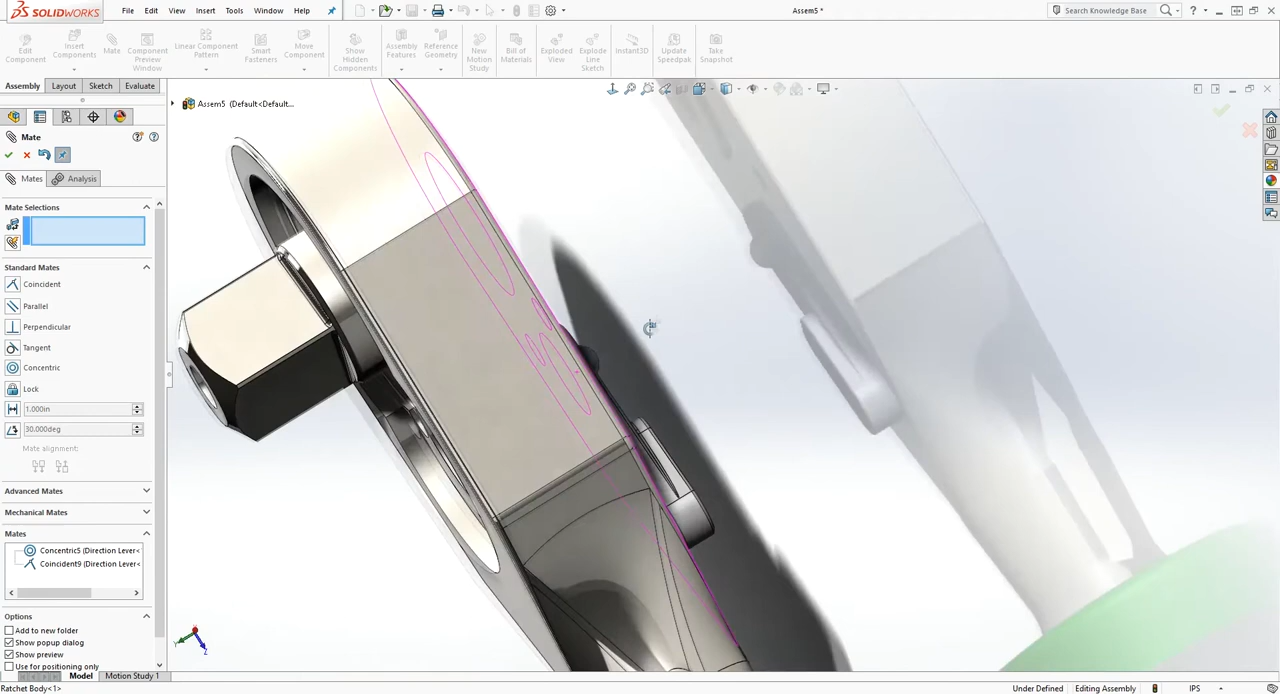 SOLIDWORKS
File Edit View Insert Tools Window Help
Assem5 *
Search Knowledge Base
Edit Component
Insert Components
Mate
Component Preview Window
Linear Component Pattern
Smart Fasteners
Move Component
Show Hidden Components
Assembly Features
Reference Geometry
New Motion Study
Bill of Materials
Exploded View
Explode Line Sketch
Instant3D
Update Speedpak
Take Snapshot
Assembly Layout Sketch Evaluate
Assem5 (Default<Default...
Mate
Mates Analysis
Mate Selections
Standard Mates
Coincident
Parallel
Perpendicular
Tangent
Concentric
Lock
1.000in
30.000deg
Mate alignment:
Advanced Mates
Mechanical Mates
Mates
Concentric5 (Direction Lever<
Coincident9 (Direction Lever<
Options
Add to new folder
Show popup dialog
Show preview
Use for positioning only
Y
Z
Model Motion Study 1
Ratchet Body<1>
Under Defined Editing Assembly IPS